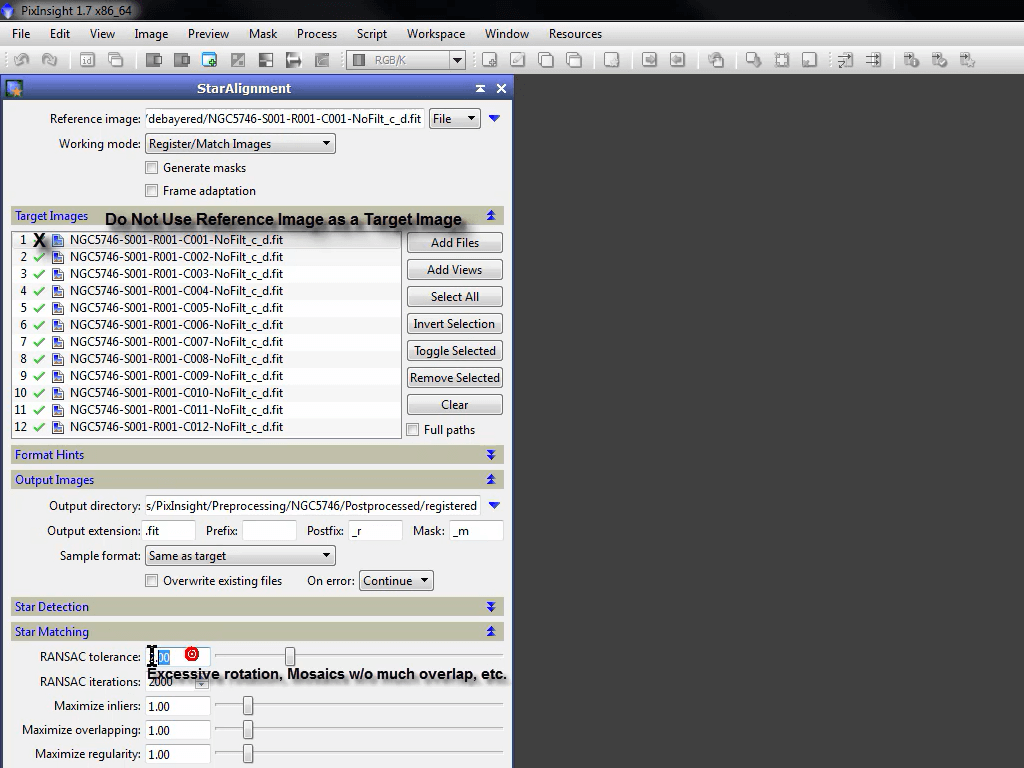 PixInsight 1.7 x86_64
File Edit View Image Preview Mask Process Script Workspace Window Resources
RGB/K
StarAlignment
Reference image: /debayered/NGC5746-S001-R001-C001-NoFilt_c_d.fit File
Working mode: Register/Match Images
Generate masks
Frame adaptation
Target Images Do Not Use Reference Image as a Target Image
1 X NGC5746-S001-R001-C001-NoFilt_c_d.fit Add Files
2 NGC5746-S001-R001-C002-NoFilt_c_d.fit
3 NGC5746-S001-R001-C003-NoFilt_c_d.fit Add Views
4 NGC5746-S001-R001-C004-NoFilt_c_d.fit Select All
5 NGC5746-S001-R001-C005-NoFilt_c_d.fit
6 NGC5746-S001-R001-C006-NoFilt_c_d.fit Invert Selection
7 NGC5746-S001-R001-C007-NoFilt_c_d.fit Toggle Selected
8 NGC5746-S001-R001-C008-NoFilt_c_d.fit
9 NGC5746-S001-R001-C009-NoFilt_c_d.fit Remove Selected
10 NGC5746-S001-R001-C010-NoFilt_c_d.fit
11 NGC5746-S001-R001-C011-NoFilt_c_d.fit Clear
12 NGC5746-S001-R001-C012-NoFilt_c_d.fit Full paths
Format Hints
Output Images
Output directory: s/PixInsight/Preprocessing/NGC5746/Postprocessed/registered
Output extension: .fit Prefix: Postfix: _r Mask: _m
Sample format: Same as target
Overwrite existing files On error: Continue
Star Detection
Star Matching
RANSAC tolerance:
Excessive rotation, Mosaics w/o much overlap, etc.
RANSAC iterations: 2000
Maximize inliers: 1.00
Maximize overlapping: 1.00
Maximize regularity: 1.00